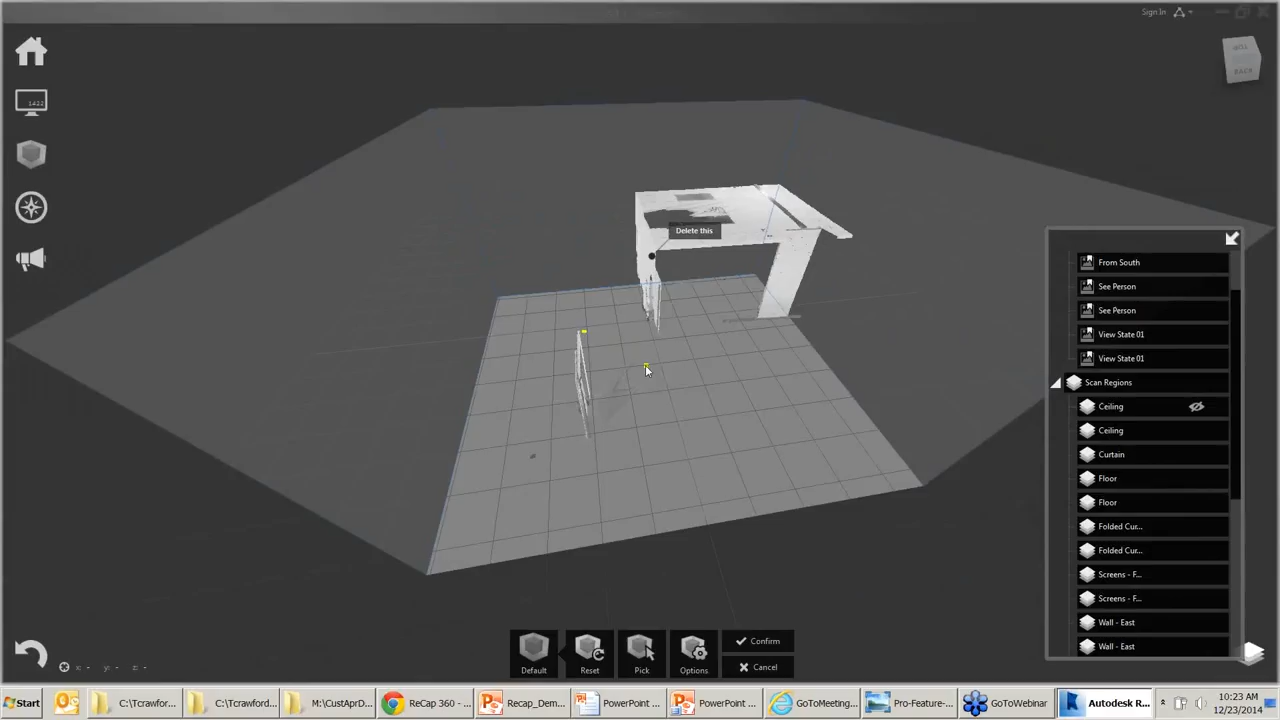 Sign In
TOP
BACK
1422
Delete this
From South
See Person
See Person
View State 01
View State 01
Scan Regions
Ceiling
Ceiling
Curtain
Floor
Floor
Folded Cur...
Folded Cur...
Screens - F...
Screens - F...
Wall - East
Wall - East
Default
Reset
Pick
Options
Confirm
Cancel
x: - y: - z: -
Start
C:\TCrawfor...
C:\TCrawford...
M:\CustAprD...
ReCap 360 - ...
Recap_Dem...
PowerPoint ...
PowerPoint ...
GoToMeeting...
Pro-Feature-...
GoToWebinar
Autodesk R...
10:23 AM
12/23/2014